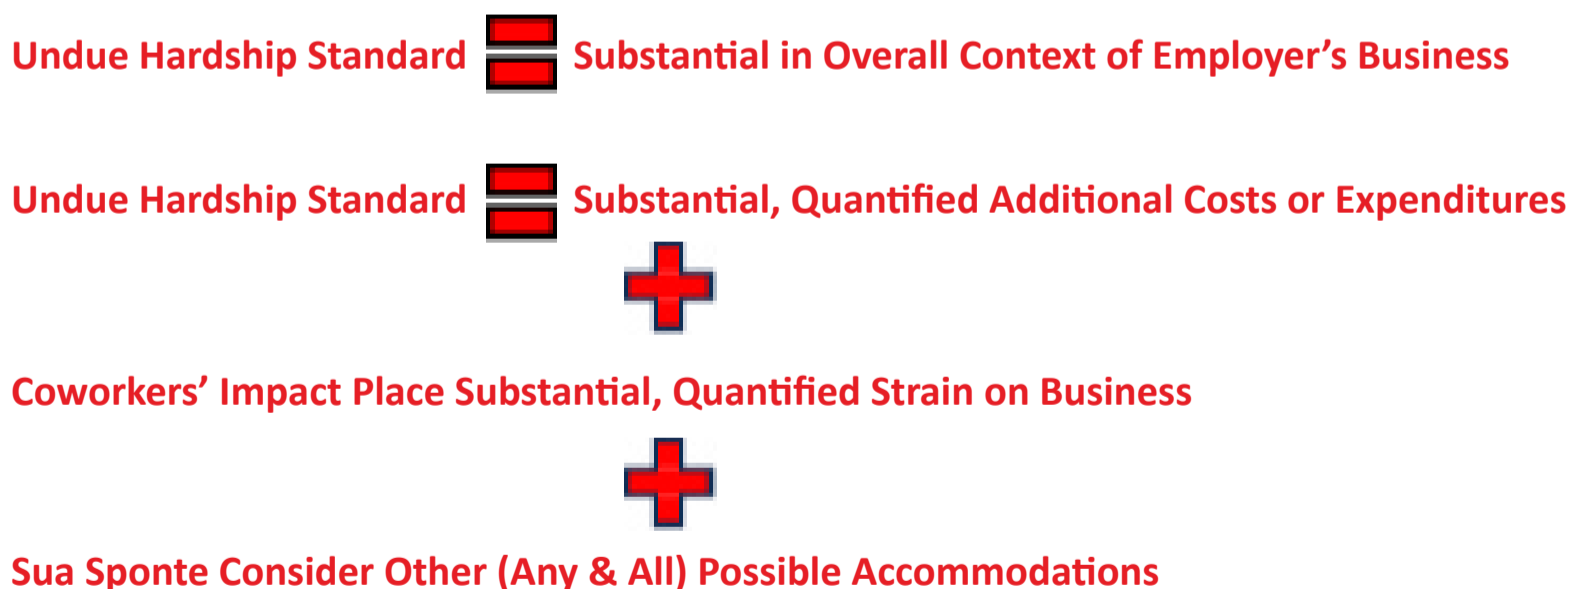 Undue Hardship Standard = Substantial in Overall Context of Employer’s Business
Undue Hardship Standard = Substantial, Quantified Additional Costs or Expenditures
+
Coworkers’ Impact Place Substantial, Quantified Strain on Business
+
Sua Sponte Consider Other (Any & All) Possible Accommodations